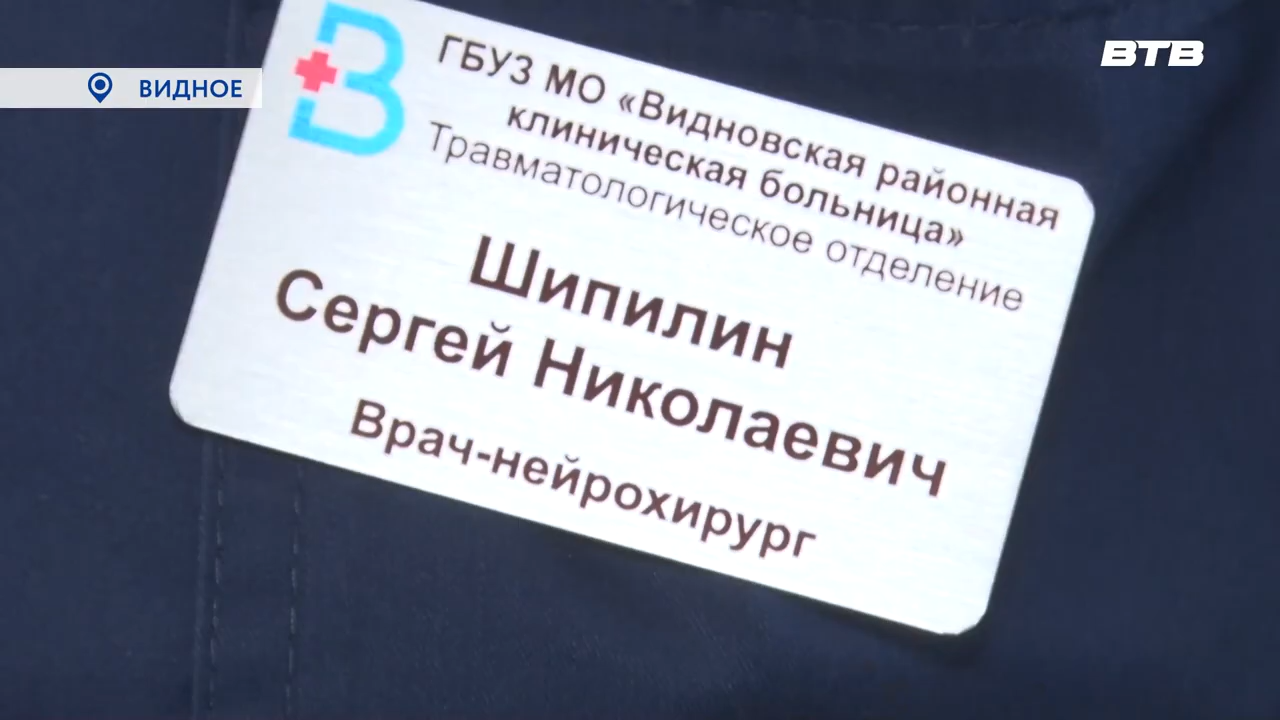 ВТВ
ВИДНОЕ
ГБУЗ МО «Видновская районная
клиническая больница»
Травматологическое отделение
Шипилин
Сергей Николаевич
Врач-нейрохирург